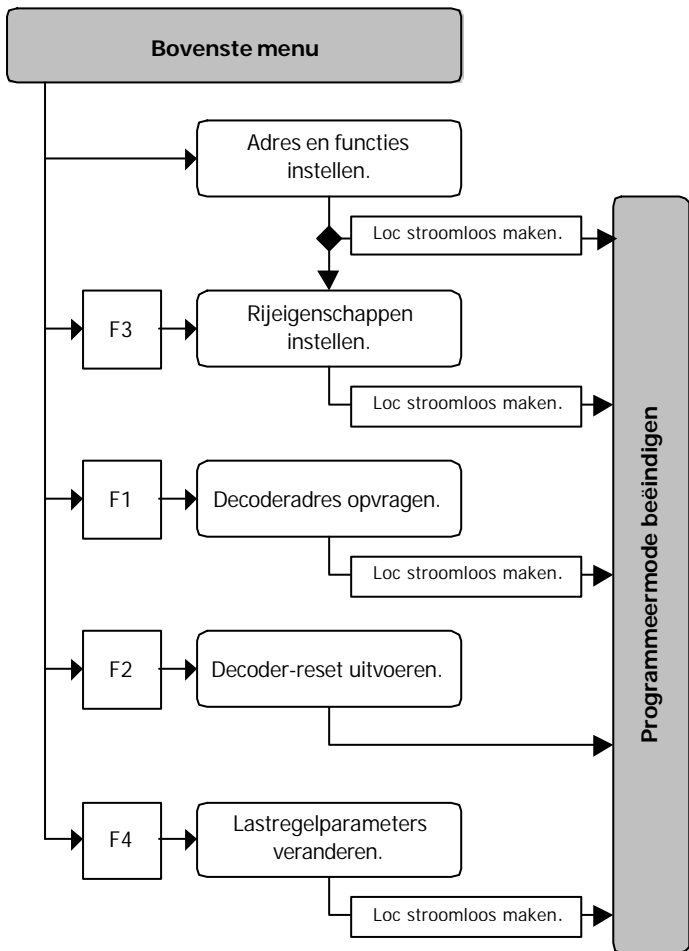 Bovenste menu
Adres en functies
instellen.
Loc stroomloos maken.
F3
Rijeigenschappen
instellen.
Loc stroomloos maken.
F1
Decoderadres opvragen.
Loc stroomloos maken.
F2
Decoder-reset uitvoeren.
F4
Lastregelparameters
veranderen.
Loc stroomloos maken.
Programmeermode beëindigen